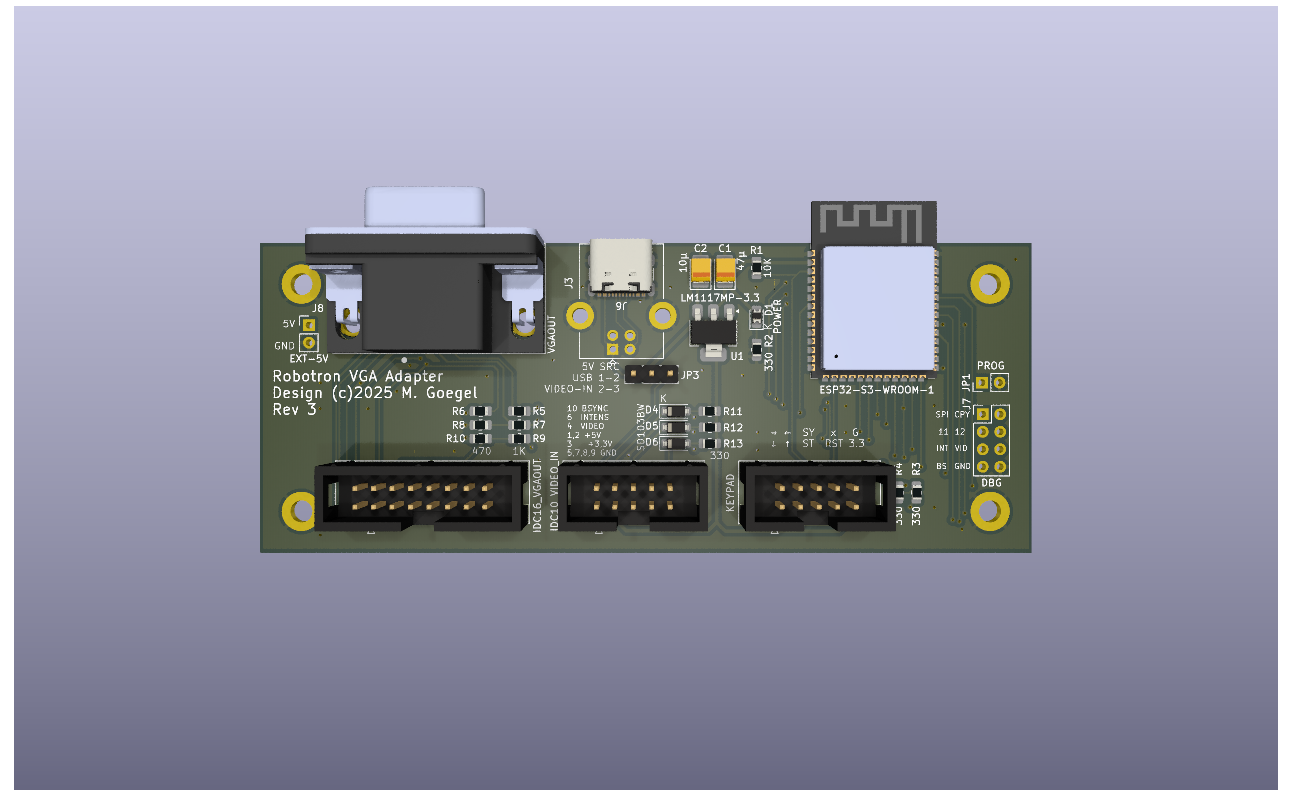 C2 C1 R1
10µ
47µ
10K
J3
J6
LM1117MP-3.3
J8
5V
GND
EXT-5V
VGAOUT
D1
K
POWER
R2
330
U1
ESP32-S3-WROOM-1
PROG
JP1
J7
Robotron VGA Adapter
Design (c)2025 M. Goegel
Rev 3
5V SRC
USB 1-2
VIDEO-IN 2-3
JP3
R6 R5
R8 R7
R10 R9
470 1K
10 BSYNC
6 INTENS
4 VIDEO
1,2 +5V
3 +3.3V
5,7,8,9 GND
K
D4 R11
D5 R12
D6 R13
SD103BW
330
→ ↑ SY x G
↓ ↑ ST RST 3.3
SPI CPY
11 12
INT VID
BS GND
DBG
R4 R3
330 330
IDC16_VGAOUT
IDC10 VIDEO_IN
KEYPAD